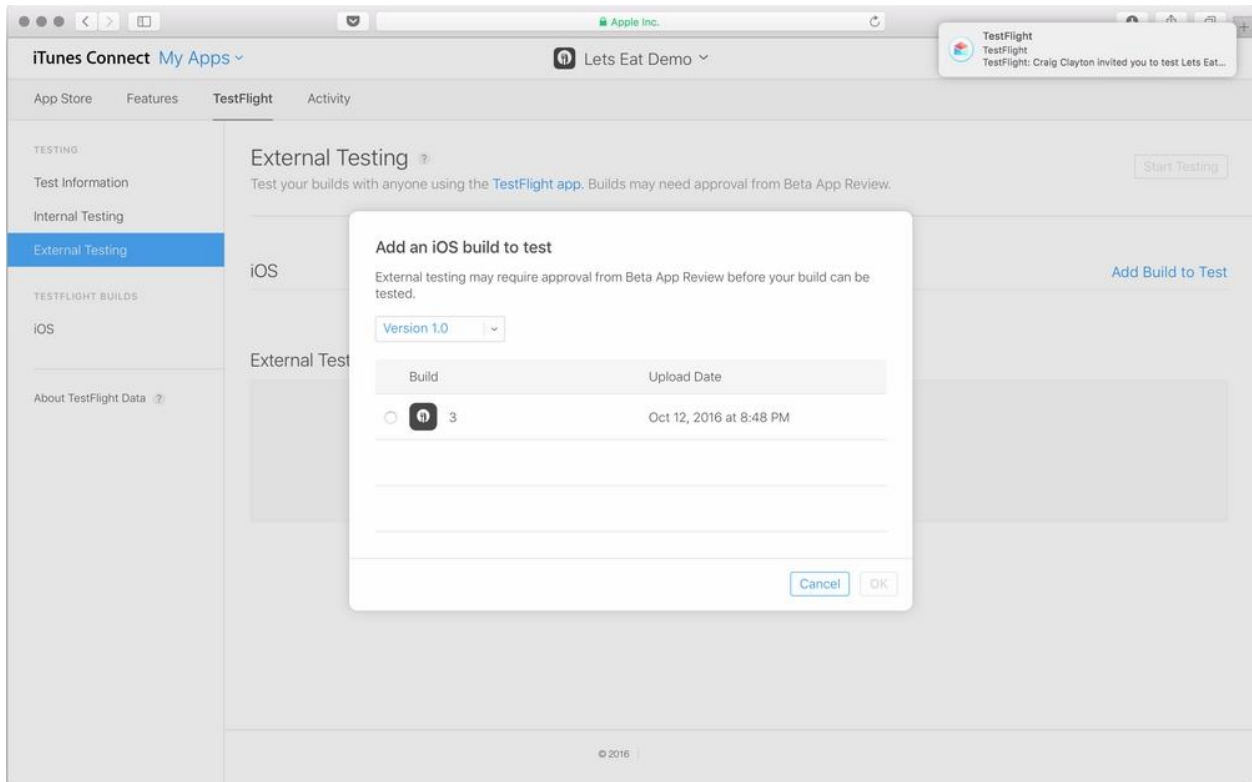 Apple Inc.
TestFlight
TestFlight
TestFlight: Craig Clayton invited you to test Lets Eat...
iTunes Connect My Apps
Lets Eat Demo
App Store Features TestFlight Activity
TESTING
Test Information
Internal Testing
External Testing
TESTFLIGHT BUILDS
iOS
About TestFlight Data ?
External Testing ?
Start Testing
Test your builds with anyone using the TestFlight app. Builds may need approval from Beta App Review.
iOS
Add Build to Test
External Test
Add an iOS build to test
External testing may require approval from Beta App Review before your build can be
tested.
Version 1.0
Build Upload Date
3 Oct 12, 2016 at 8:48 PM
Cancel OK
© 2016